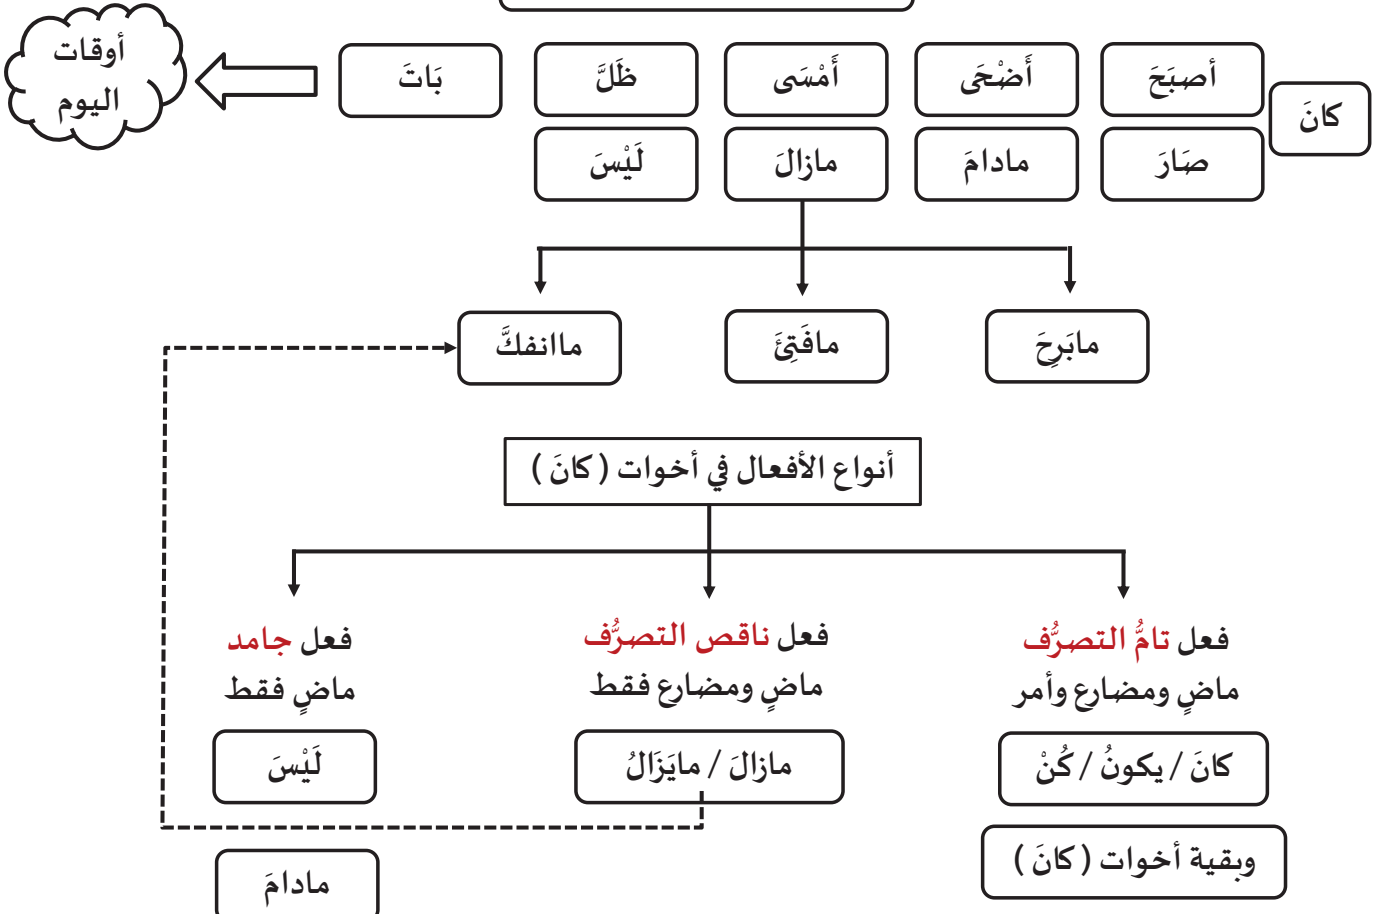 كانَ
أصبَحَ
أَضْحَى
أَمْسَى
ظَلَّ
بَاتَ
أوقات
اليوم
صَارَ
مادامَ
مازالَ
لَيْسَ
مابَرِحَ
مافَتِئَ
ماانفكَّ
أنواع الأفعال في أخوات ( كانَ )
فعل تامُّ التصرُّف
ماضٍ ومضارع وأمر
كانَ / يكونُ / كُنْ
وبقية أخوات ( كانَ )
فعل ناقص التصرُّف
ماضٍ ومضارع فقط
مازالَ / مايَزَالُ
فعل جامد
ماضٍ فقط
لَيْسَ
مادامَ